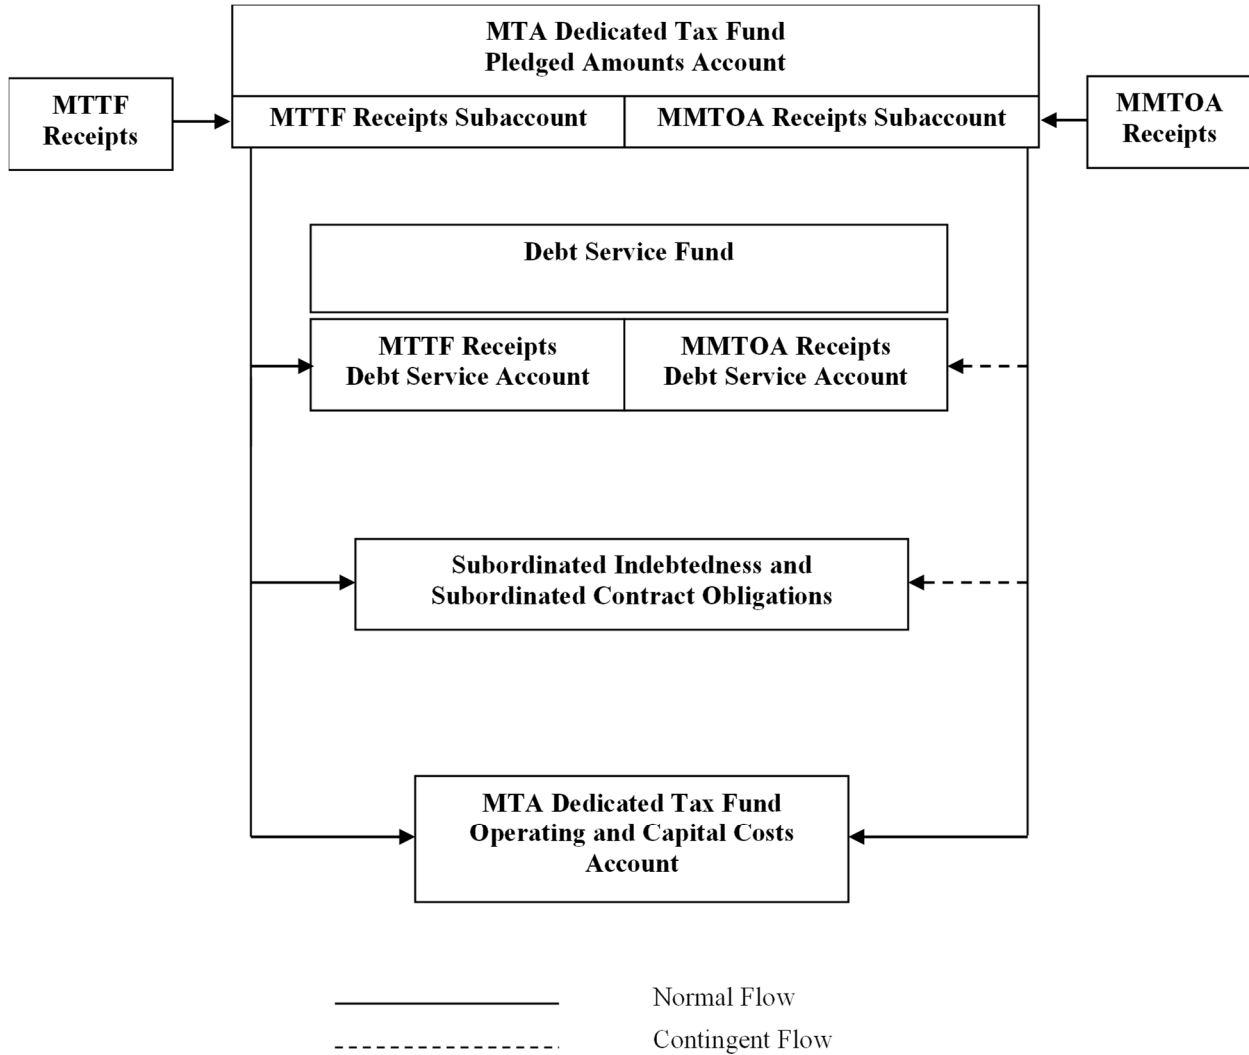 MTA Dedicated Tax Fund
Pledged Amounts Account
MTTF
Receipts
MTTF Receipts Subaccount
MMTOA Receipts Subaccount
MMTOA
Receipts
Debt Service Fund
MTTF Receipts
Debt Service Account
MMTOA Receipts
Debt Service Account
Subordinated Indebtedness and
Subordinated Contract Obligations
MTA Dedicated Tax Fund
Operating and Capital Costs
Account
Normal Flow
Contingent Flow